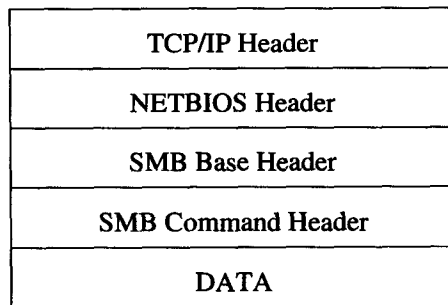 TCP/IP Header
NETBIOS Header
SMB Base Header
SMB Command Header
DATA